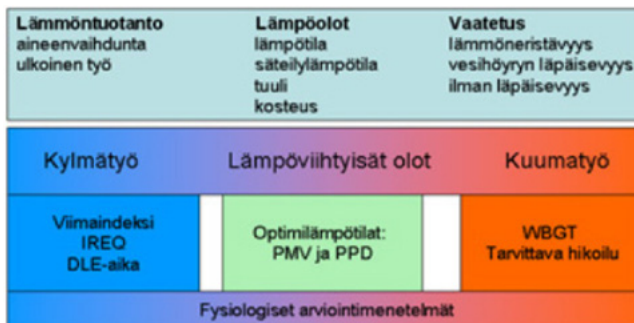 Lämmöntuotanto
aineenvaihdunta
ulkoinen työ
Lämpöolot
lämpötila
säteilylämpötila
tuuli
kosteus
Vaatetus
lämmöneristävyys
vesihöyryn läpäisevyys
ilman läpäisevyys
Kylmätyö
Lämpöviihtyisät olot
Kuumatyö
Viimaindeksi
IREQ
DLE-aika
Optimilämpötilat:
PMV ja PPD
WBGT
Tarvittava hikoilu
Fysiologiset arviointimenetelmät